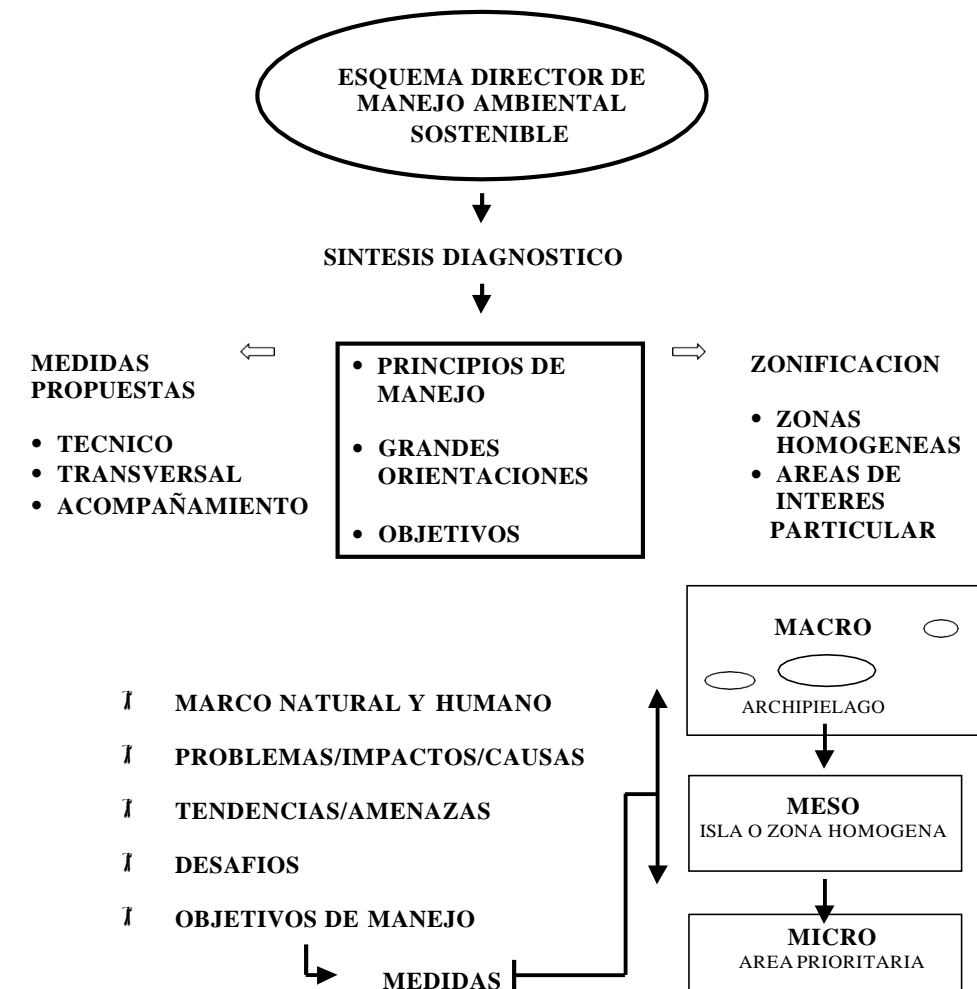 ESQUEMA DIRECTOR DE
MANEJO AMBIENTAL
SOSTENIBLE
SINTESIS DIAGNOSTICO
MEDIDAS
PROPUESTAS
• TECNICO
• TRANSVERSAL
• ACOMPAÑAMIENTO
• PRINCIPIOS DE
MANEJO
• GRANDES
ORIENTACIONES
• OBJETIVOS
ZONIFICACION
• ZONAS
HOMOGENEAS
• AREAS DE
INTERES
PARTICULAR
MARCO NATURAL Y HUMANO
PROBLEMAS/IMPACTOS/CAUSAS
TENDENCIAS/AMENAZAS
DESAFIOS
OBJETIVOS DE MANEJO
MEDIDAS
MACRO
ARCHIPIELAGO
MESO
ISLA O ZONA HOMOGENA
MICRO
AREA PRIORITARIA